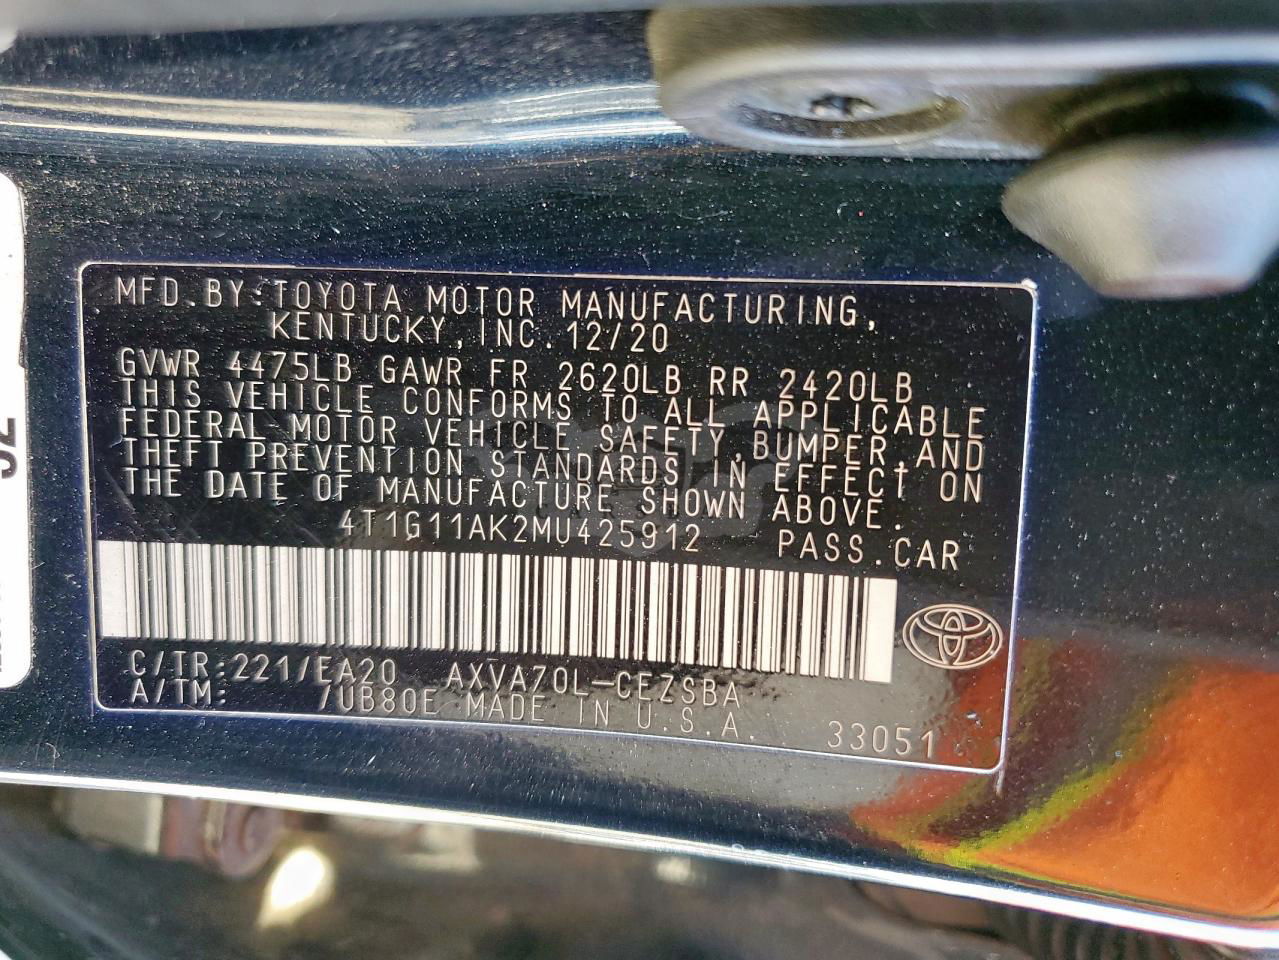 MFD.BY:TOYOTA MOTOR MANUFACTURING,
KENTUCKY,INC.12/20
GVWR 4475LB GAWR FR 2620LB RR 2420LB
THIS VEHICLE CONFORMS TO ALL APPLICABLE
FEDERAL MOTOR VEHICLE SAFETY,BUMPER,AND
THEFT PREVENTION STANDARDS IN EFFECT ON
THE DATE OF MANUFACTURE SHOWN ABOVE.
4T1G11AK2MU425912 PASS.CAR
C/TR:221/EA20 AXVA70L-CEZSBA
A/TM: /UB80E MADE IN U.S.A. 33051